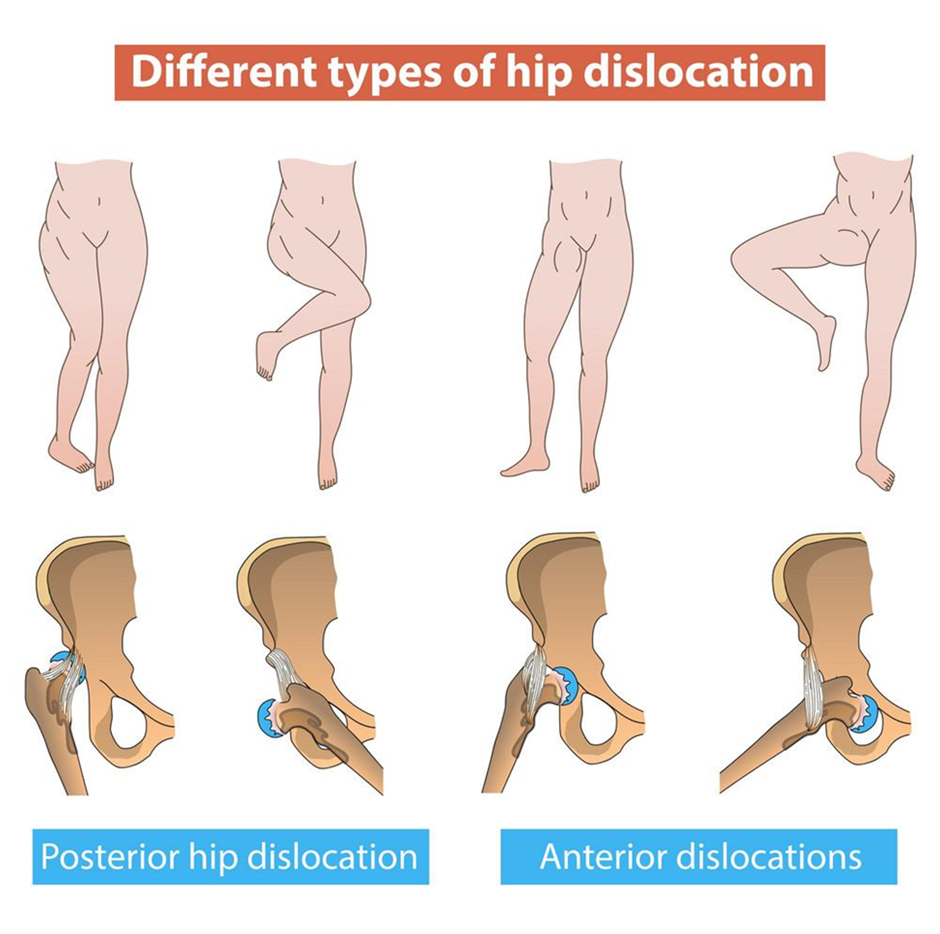 Different types of hip dislocation
Posterior hip dislocation
Anterior dislocations